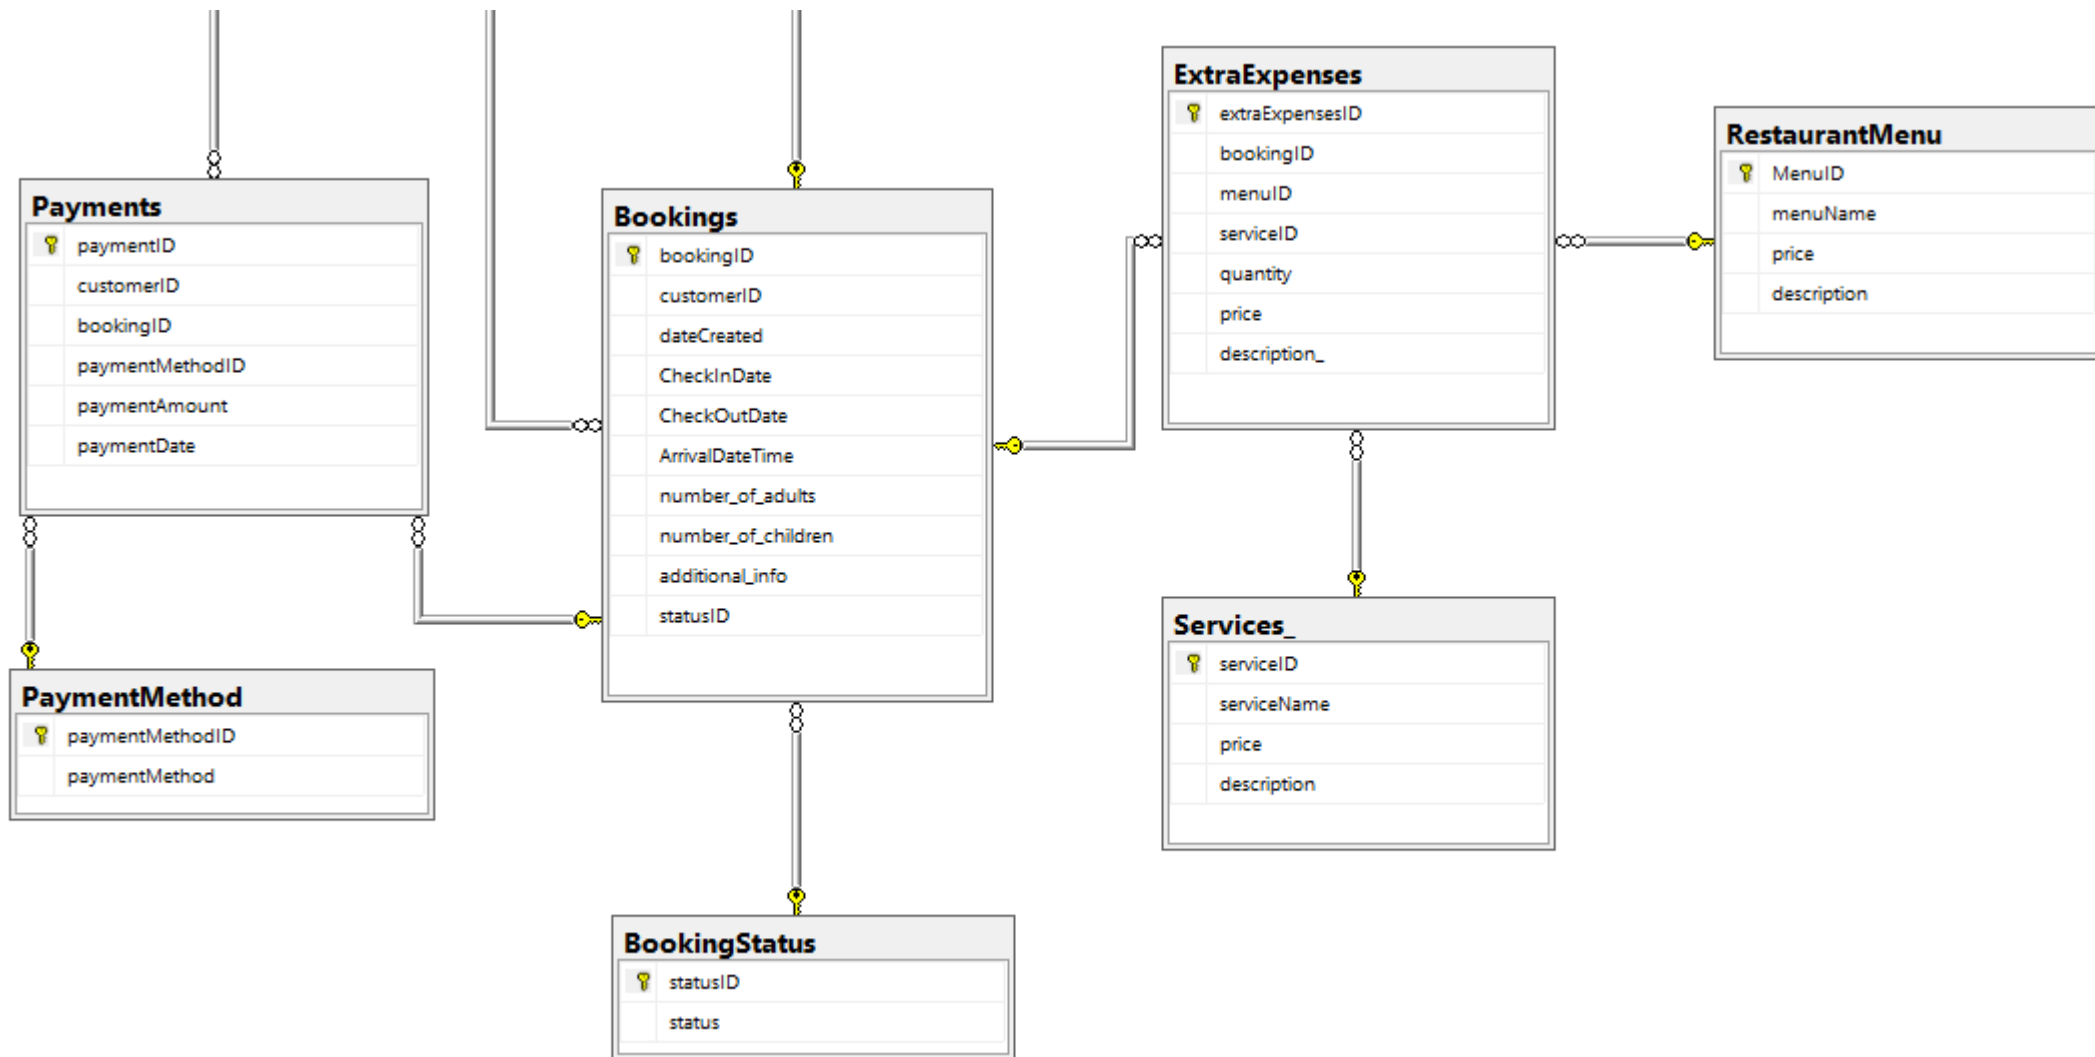 Payments
paymentID
customerID
bookingID
paymentMethodID
paymentAmount
paymentDate
PaymentMethod
paymentMethodID
paymentMethod
Bookings
bookingID
customerID
dateCreated
CheckInDate
CheckOutDate
ArrivalDateTime
number_of_adults
number_of_children
additional_info
statusID
BookingStatus
statusID
status
ExtraExpenses
extraExpensesID
bookingID
menuID
serviceID
quantity
price
description_
Services_
serviceID
serviceName
price
description
RestaurantMenu
MenuID
menuName
price
description